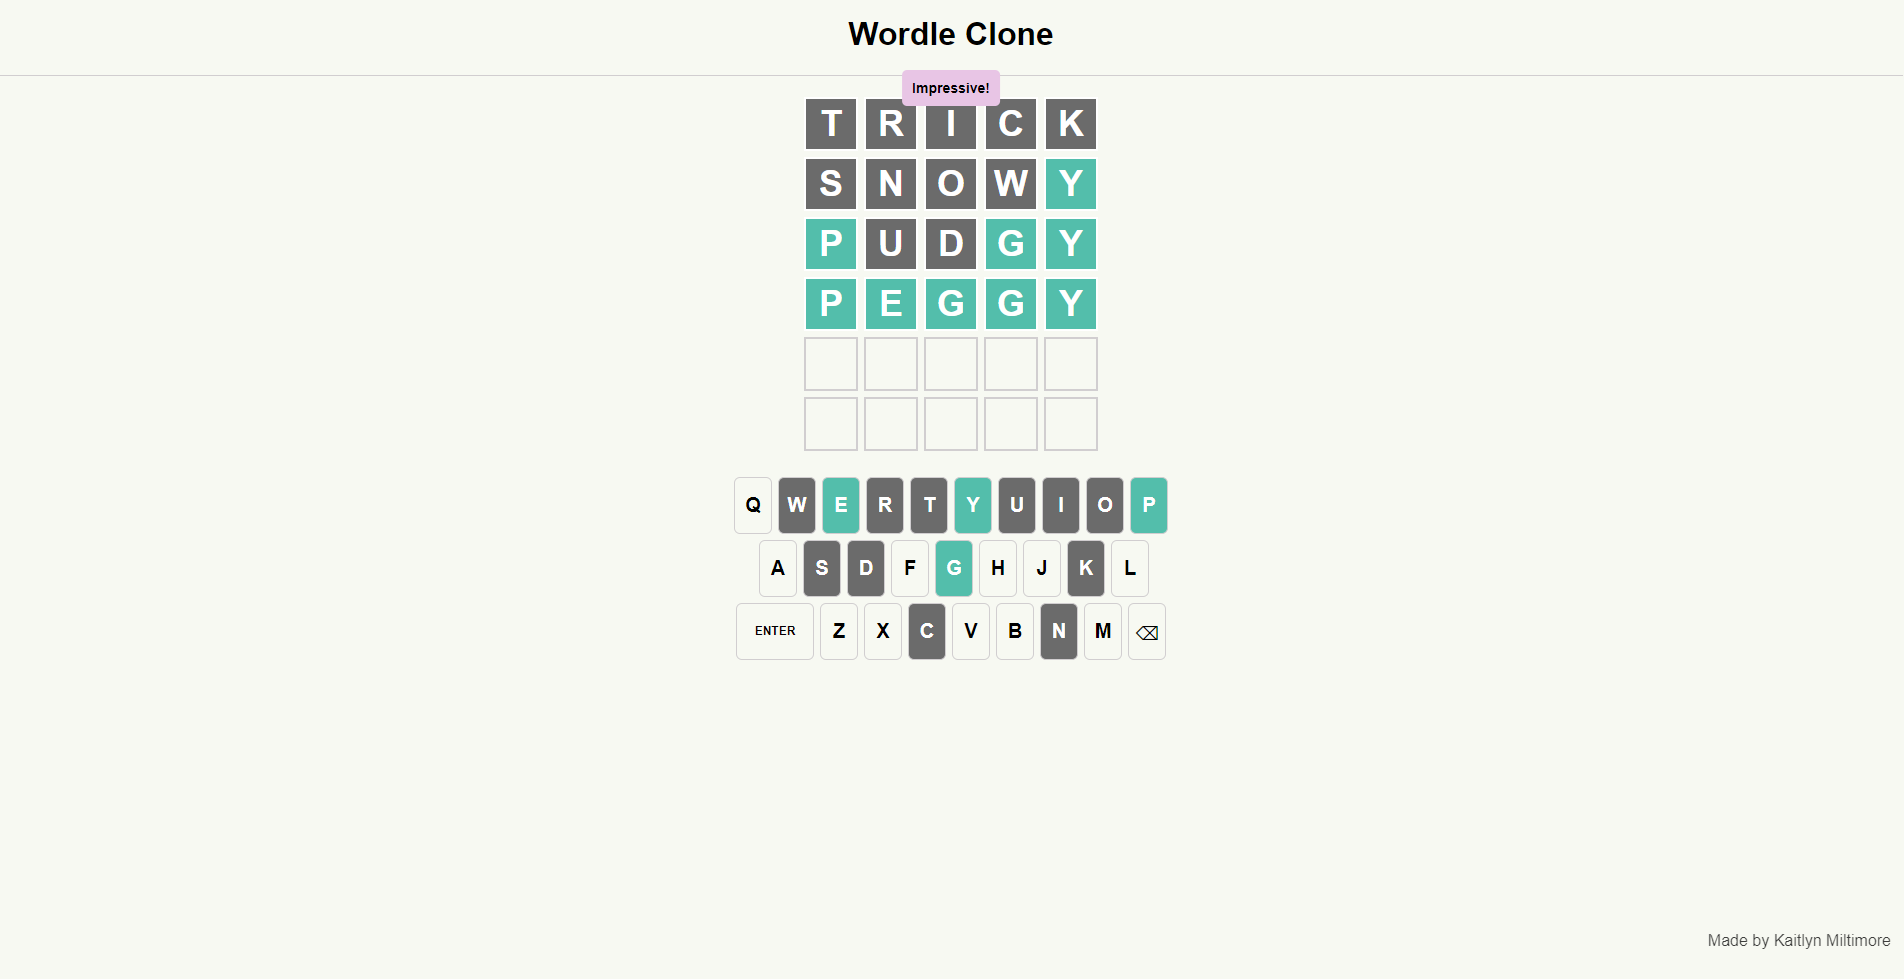 Wordle Clone
Impressive!
T R I C K
S N O W Y
P U D G Y
P E G G Y
Q W E R T Y U I O P
A S D F G H J K L
ENTER Z X C V B N M ⌫
Made by Kaitlyn Miltimore